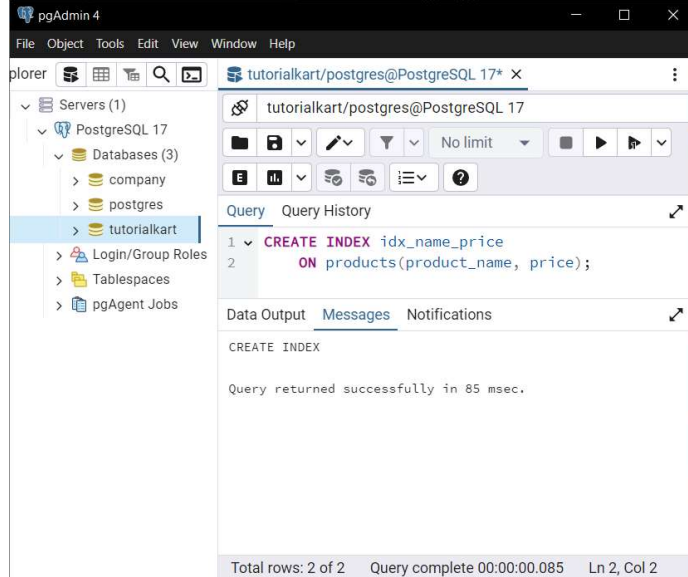 pgAdmin 4
File Object Tools Edit View Window Help
plorer
tutorialkart/postgres@PostgreSQL 17*
Servers (1)
PostgreSQL 17
Databases (3)
company
postgres
tutorialkart
Login/Group Roles
Tablespaces
pgAgent Jobs
tutorialkart/postgres@PostgreSQL 17
No limit
E
Query Query History
1 CREATE INDEX idx_name_price
2 ON products(product_name, price);
Data Output Messages Notifications
CREATE INDEX
Query returned successfully in 85 msec.
Total rows: 2 of 2 Query complete 00:00:00.085 Ln 2, Col 2